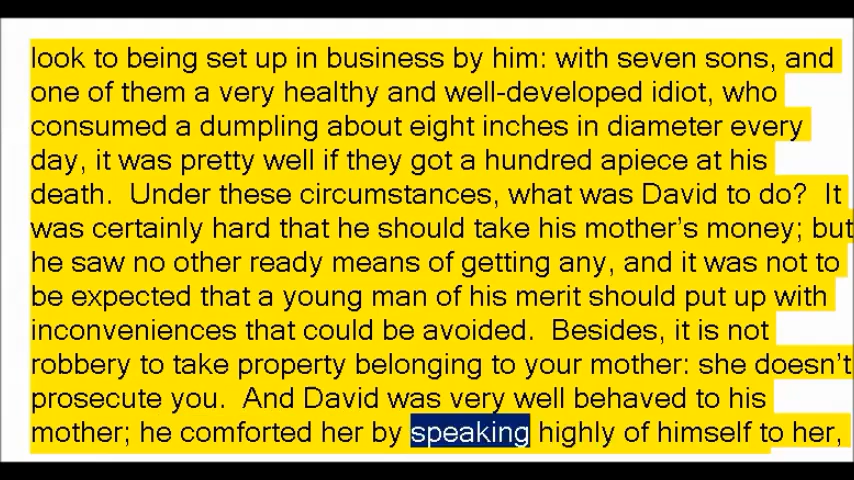 look to being set up in business by him: with seven sons, and
one of them a very healthy and well-developed idiot, who
consumed a dumpling about eight inches in diameter every
day, it was pretty well if they got a hundred apiece at his
death.  Under these circumstances, what was David to do?  It
was certainly hard that he should take his mother’s money; but
he saw no other ready means of getting any, and it was not to
be expected that a young man of his merit should put up with
inconveniences that could be avoided.  Besides, it is not
robbery to take property belonging to your mother: she doesn’t
prosecute you.  And David was very well behaved to his
mother; he comforted her by speaking highly of himself to her,